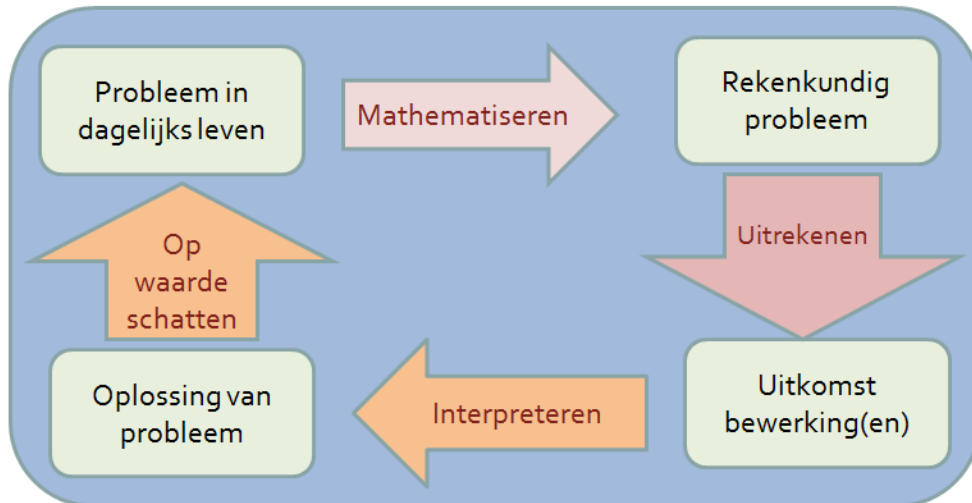 Probleem in
dagelijks leven
Mathematiseren
Rekenkundig
probleem
Uitrekenen
Uitkomst
bewerking(en)
Interpreteren
Oplossing van
probleem
Op
waarde
schatten